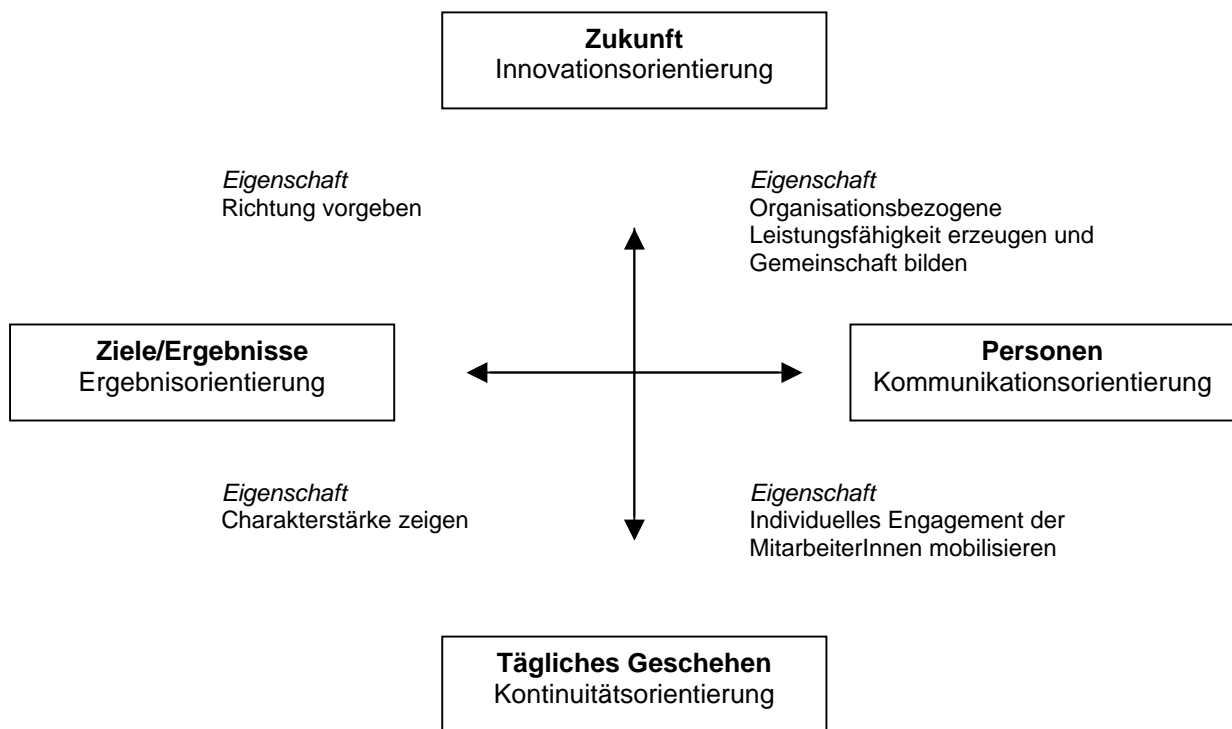 Zukunft
Innovationsorientierung
Eigenschaft
Richtung vorgeben
Eigenschaft
Organisationsbezogene
Leistungsfähigkeit erzeugen und
Gemeinschaft bilden
Ziele/Ergebnisse
Ergebnisorientierung
Personen
Kommunikationsorientierung
Eigenschaft
Charakterstärke zeigen
Eigenschaft
Individuelles Engagement der
MitarbeiterInnen mobilisieren
Tägliches Geschehen
Kontinuitätsorientierung